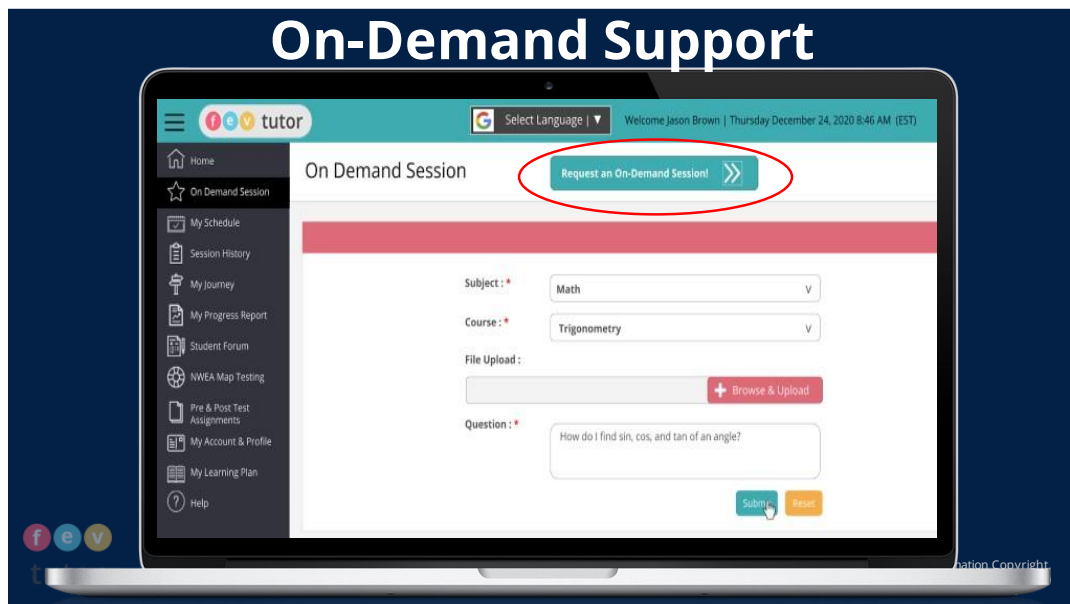 On-Demand Support
fev tutor
Select Language | ▼
Welcome Jason Brown | Thursday December 24, 2020 8:46 AM (EST)
Home
On Demand Session
My Schedule
Session History
My Journey
My Progress Report
Student Forum
NWEA Map Testing
Pre & Post Test
Assignments
My Account & Profile
My Learning Plan
Help
On Demand Session
Request an On-Demand Session!
Subject : *
Math
Course : *
Trigonometry
File Upload :
Browse & Upload
Question : *
How do I find sin, cos, and tan of an angle?
Reset
fev
Copyright